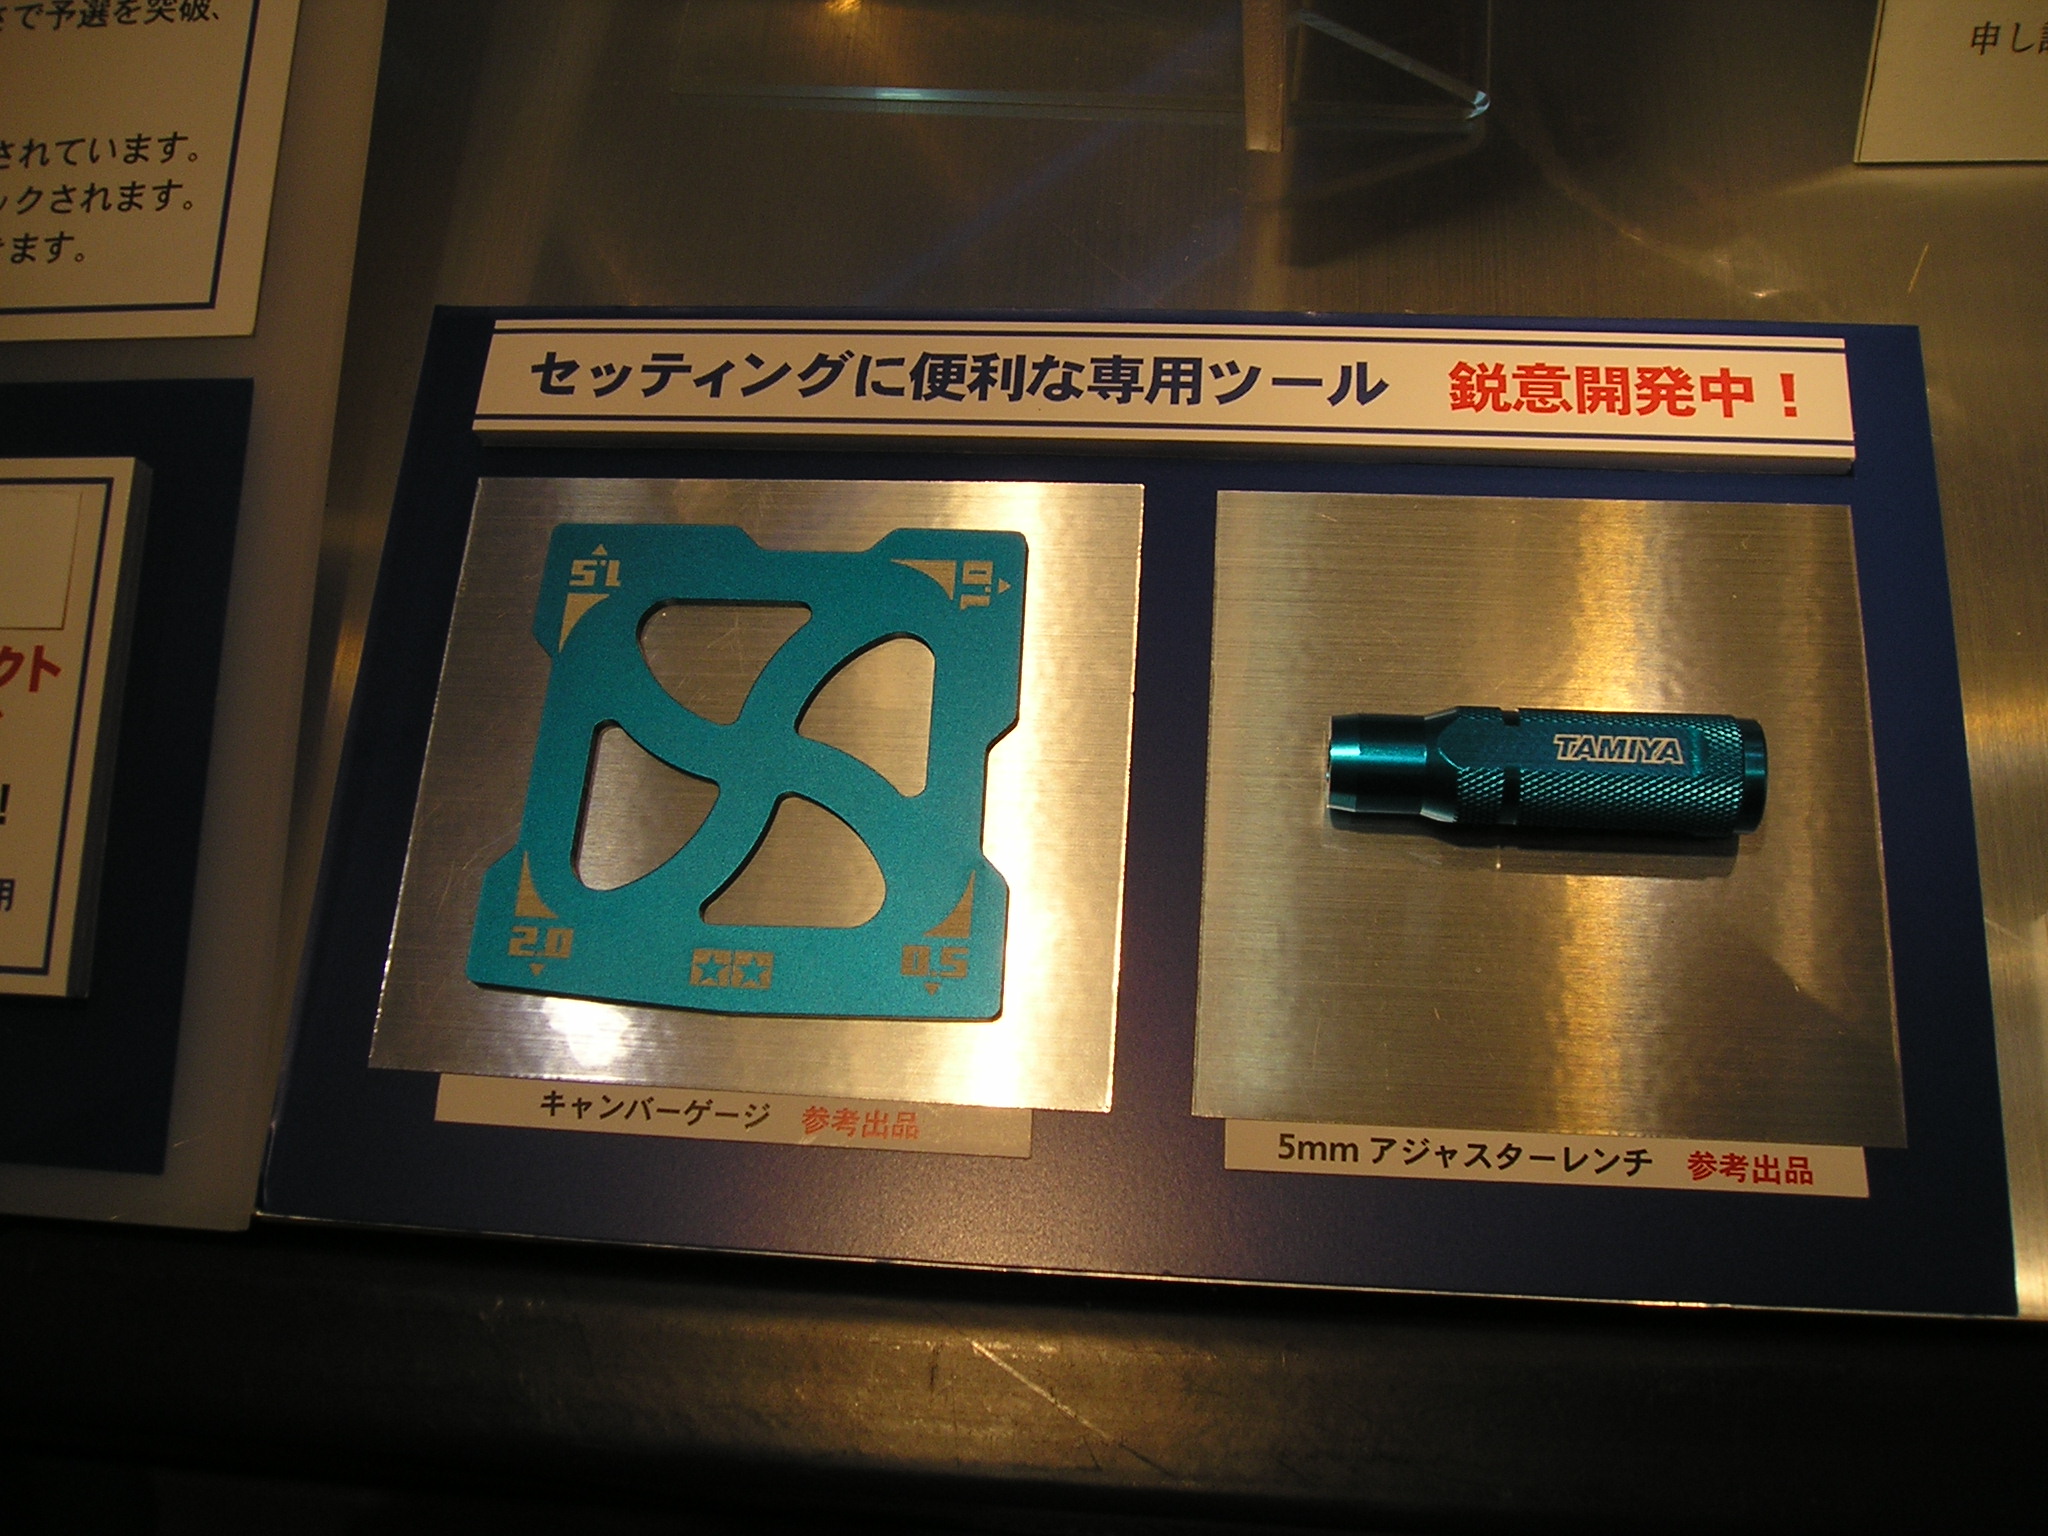 で予選を突破、
されています。
ックされます。
ます。
申し
セッティングに便利な専用ツール 鋭意開発中！
クト
！
用
1.5
1.0
2.0
0.5
TAMIYA
キャンバーゲージ 参考出品
5mm アジャスターレンチ 参考出品